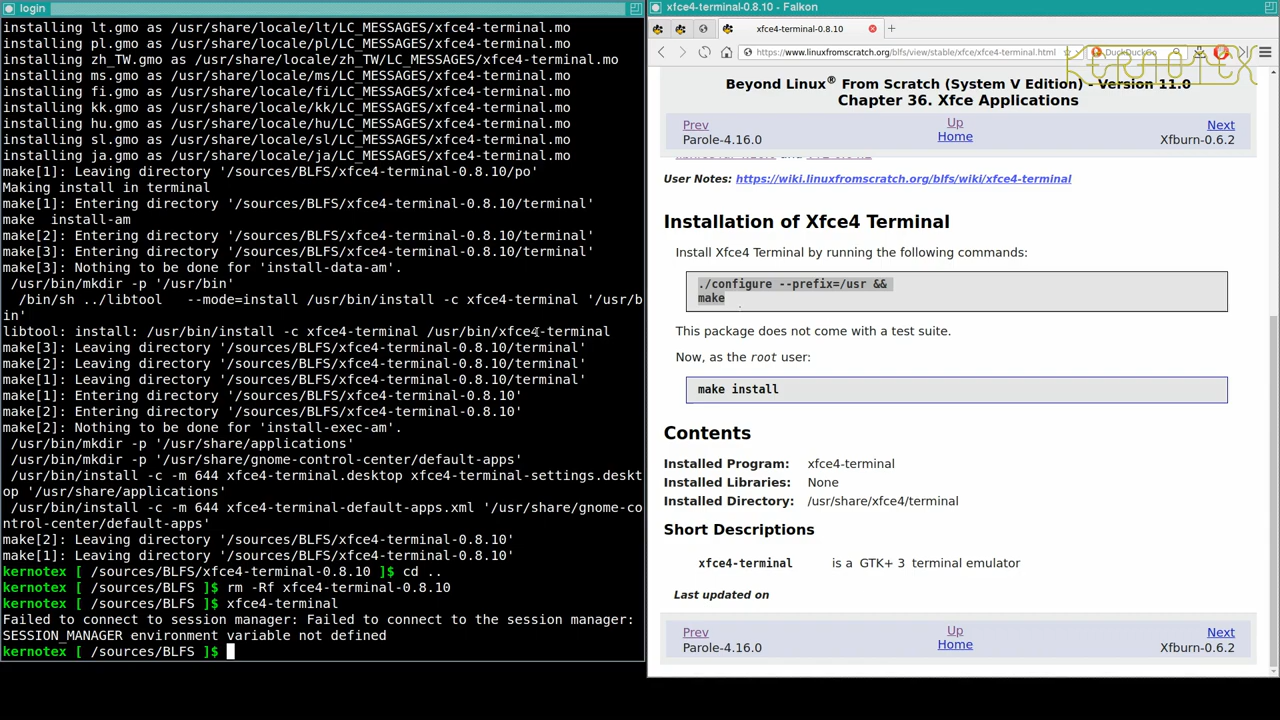 login
installing lt.gmo as /usr/share/locale/lt/LC_MESSAGES/xfce4-terminal.mo
installing pl.gmo as /usr/share/locale/pl/LC_MESSAGES/xfce4-terminal.mo
installing zh_TW.gmo as /usr/share/locale/zh_TW/LC_MESSAGES/xfce4-terminal.mo
installing ms.gmo as /usr/share/locale/ms/LC_MESSAGES/xfce4-terminal.mo
installing fi.gmo as /usr/share/locale/fi/LC_MESSAGES/xfce4-terminal.mo
installing kk.gmo as /usr/share/locale/kk/LC_MESSAGES/xfce4-terminal.mo
installing hu.gmo as /usr/share/locale/hu/LC_MESSAGES/xfce4-terminal.mo
installing sl.gmo as /usr/share/locale/sl/LC_MESSAGES/xfce4-terminal.mo
installing ja.gmo as /usr/share/locale/ja/LC_MESSAGES/xfce4-terminal.mo
make[1]: Leaving directory '/sources/BLFS/xfce4-terminal-0.8.10/po'
Making install in terminal
make[1]: Entering directory '/sources/BLFS/xfce4-terminal-0.8.10/terminal'
make  install-am
make[2]: Entering directory '/sources/BLFS/xfce4-terminal-0.8.10/terminal'
make[3]: Entering directory '/sources/BLFS/xfce4-terminal-0.8.10/terminal'
make[3]: Nothing to be done for 'install-data-am'.
 /usr/bin/mkdir -p '/usr/bin'
  /bin/sh ../libtool   --mode=install /usr/bin/install -c xfce4-terminal '/usr/b
in'
libtool: install: /usr/bin/install -c xfce4-terminal /usr/bin/xfce4-terminal
make[3]: Leaving directory '/sources/BLFS/xfce4-terminal-0.8.10/terminal'
make[2]: Leaving directory '/sources/BLFS/xfce4-terminal-0.8.10/terminal'
make[1]: Leaving directory '/sources/BLFS/xfce4-terminal-0.8.10/terminal'
make[1]: Entering directory '/sources/BLFS/xfce4-terminal-0.8.10'
make[2]: Entering directory '/sources/BLFS/xfce4-terminal-0.8.10'
make[2]: Nothing to be done for 'install-exec-am'.
 /usr/bin/mkdir -p '/usr/share/applications'
 /usr/bin/mkdir -p '/usr/share/gnome-control-center/default-apps'
 /usr/bin/install -c -m 644 xfce4-terminal.desktop xfce4-terminal-settings.deskt
op '/usr/share/applications'
 /usr/bin/install -c -m 644 xfce4-terminal-default-apps.xml '/usr/share/gnome-co
ntrol-center/default-apps'
make[2]: Leaving directory '/sources/BLFS/xfce4-terminal-0.8.10'
make[1]: Leaving directory '/sources/BLFS/xfce4-terminal-0.8.10'
kernotex [ /sources/BLFS/xfce4-terminal-0.8.10 ]$ cd ..
kernotex [ /sources/BLFS ]$ rm -Rf xfce4-terminal-0.8.10
kernotex [ /sources/BLFS ]$ xfce4-terminal
Failed to connect to session manager: Failed to connect to the session manager:
SESSION_MANAGER environment variable not defined
kernotex [ /sources/BLFS ]$
xfce4-terminal-0.8.10 - Falkon
xfce4-terminal-0.8.10
https://www.linuxfromscratch.org/blfs/view/stable/xfce/xfce4-terminal.html
DuckDuckGo
KERNOTEX
Beyond Linux® From Scratch (System V Edition) - Version 11.0
Chapter 36. Xfce Applications
Prev Up Next
Parole-4.16.0 Home Xfburn-0.6.2
User Notes: https://wiki.linuxfromscratch.org/blfs/wiki/xfce4-terminal
Installation of Xfce4 Terminal
Install Xfce4 Terminal by running the following commands:
./configure --prefix=/usr &&
make
This package does not come with a test suite.
Now, as the root user:
make install
Contents
Installed Program: xfce4-terminal
Installed Libraries: None
Installed Directory: /usr/share/xfce4/terminal
Short Descriptions
xfce4-terminal is a GTK+ 3 terminal emulator
Last updated on
Prev Up Next
Parole-4.16.0 Home Xfburn-0.6.2